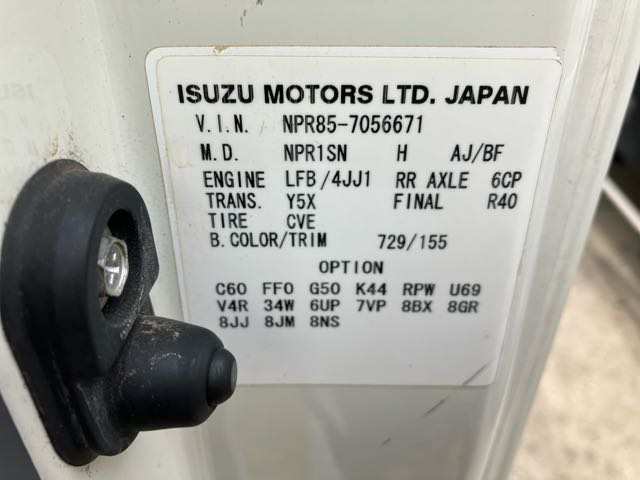 ISUZU MOTORS LTD. JAPAN
V.I.N. NPR85-7056671
M.D. NPR1SN H AJ/BF
ENGINE LFB/4JJ1 RR AXLE 6CP
TRANS. Y5X FINAL R40
TIRE CVE
B.COLOR/TRIM 729/155
OPTION
C60 FF0 G50 K44 RPW U69
V4R 34W 6UP 7VP 8BX 8GR
8JJ 8JM 8NS